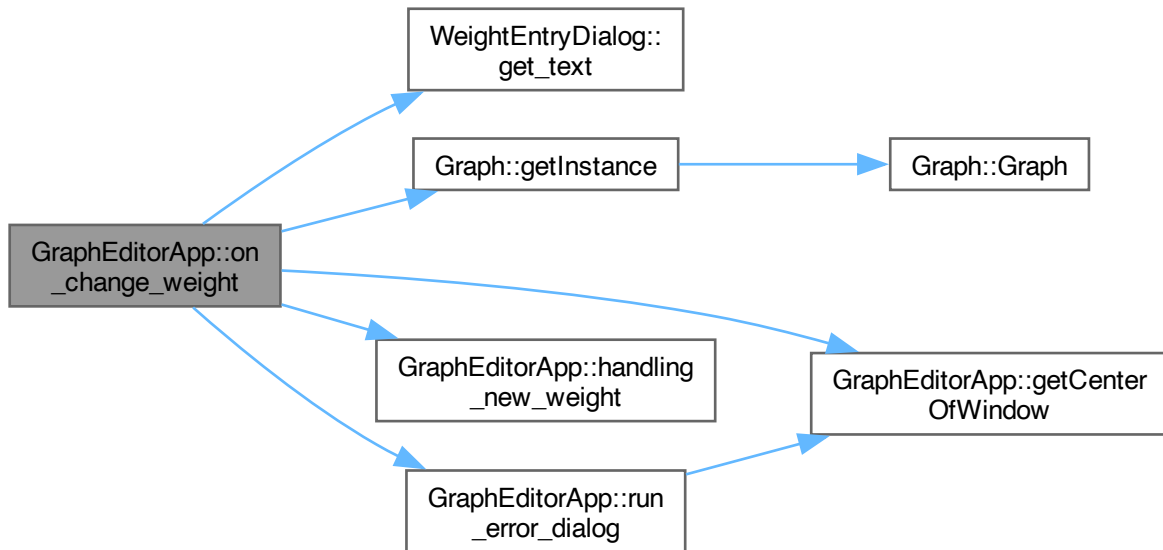 WeightEntryDialog::
get_text
Graph::getInstance
Graph::Graph
GraphEditorApp::on
_change_weight
GraphEditorApp::handling
_new_weight
GraphEditorApp::getCenter
OfWindow
GraphEditorApp::run
_error_dialog